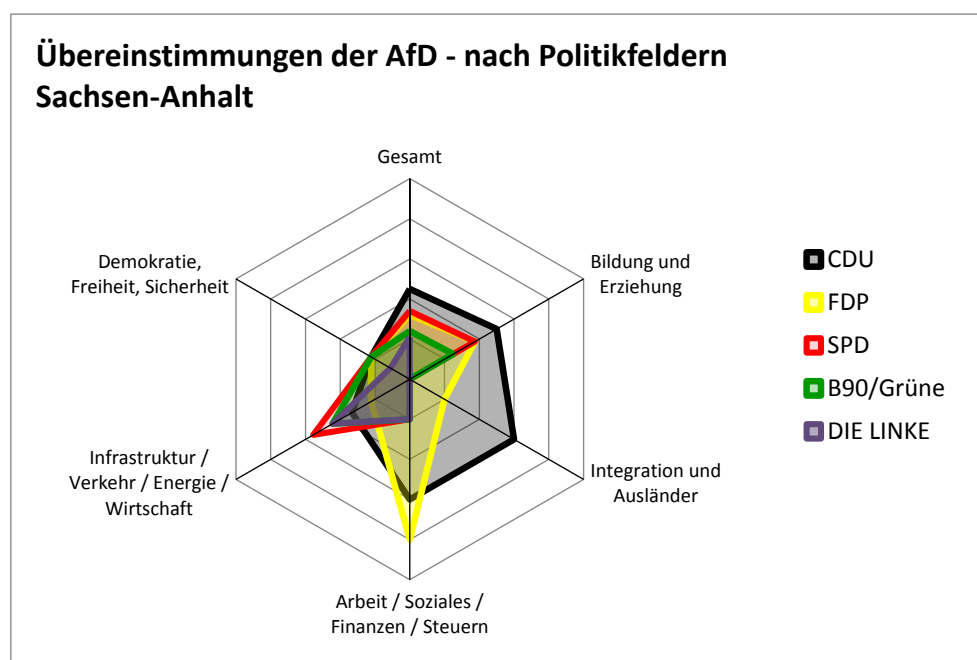 Übereinstimmungen der AfD - nach Politikfeldern
Sachsen-Anhalt
Gesamt
Demokratie,
Freiheit, Sicherheit
Bildung und
Erziehung
CDU
FDP
SPD
B90/Grüne
DIE LINKE
Infrastruktur /
Verkehr / Energie /
Wirtschaft
Integration und
Ausländer
Arbeit / Soziales /
Finanzen / Steuern